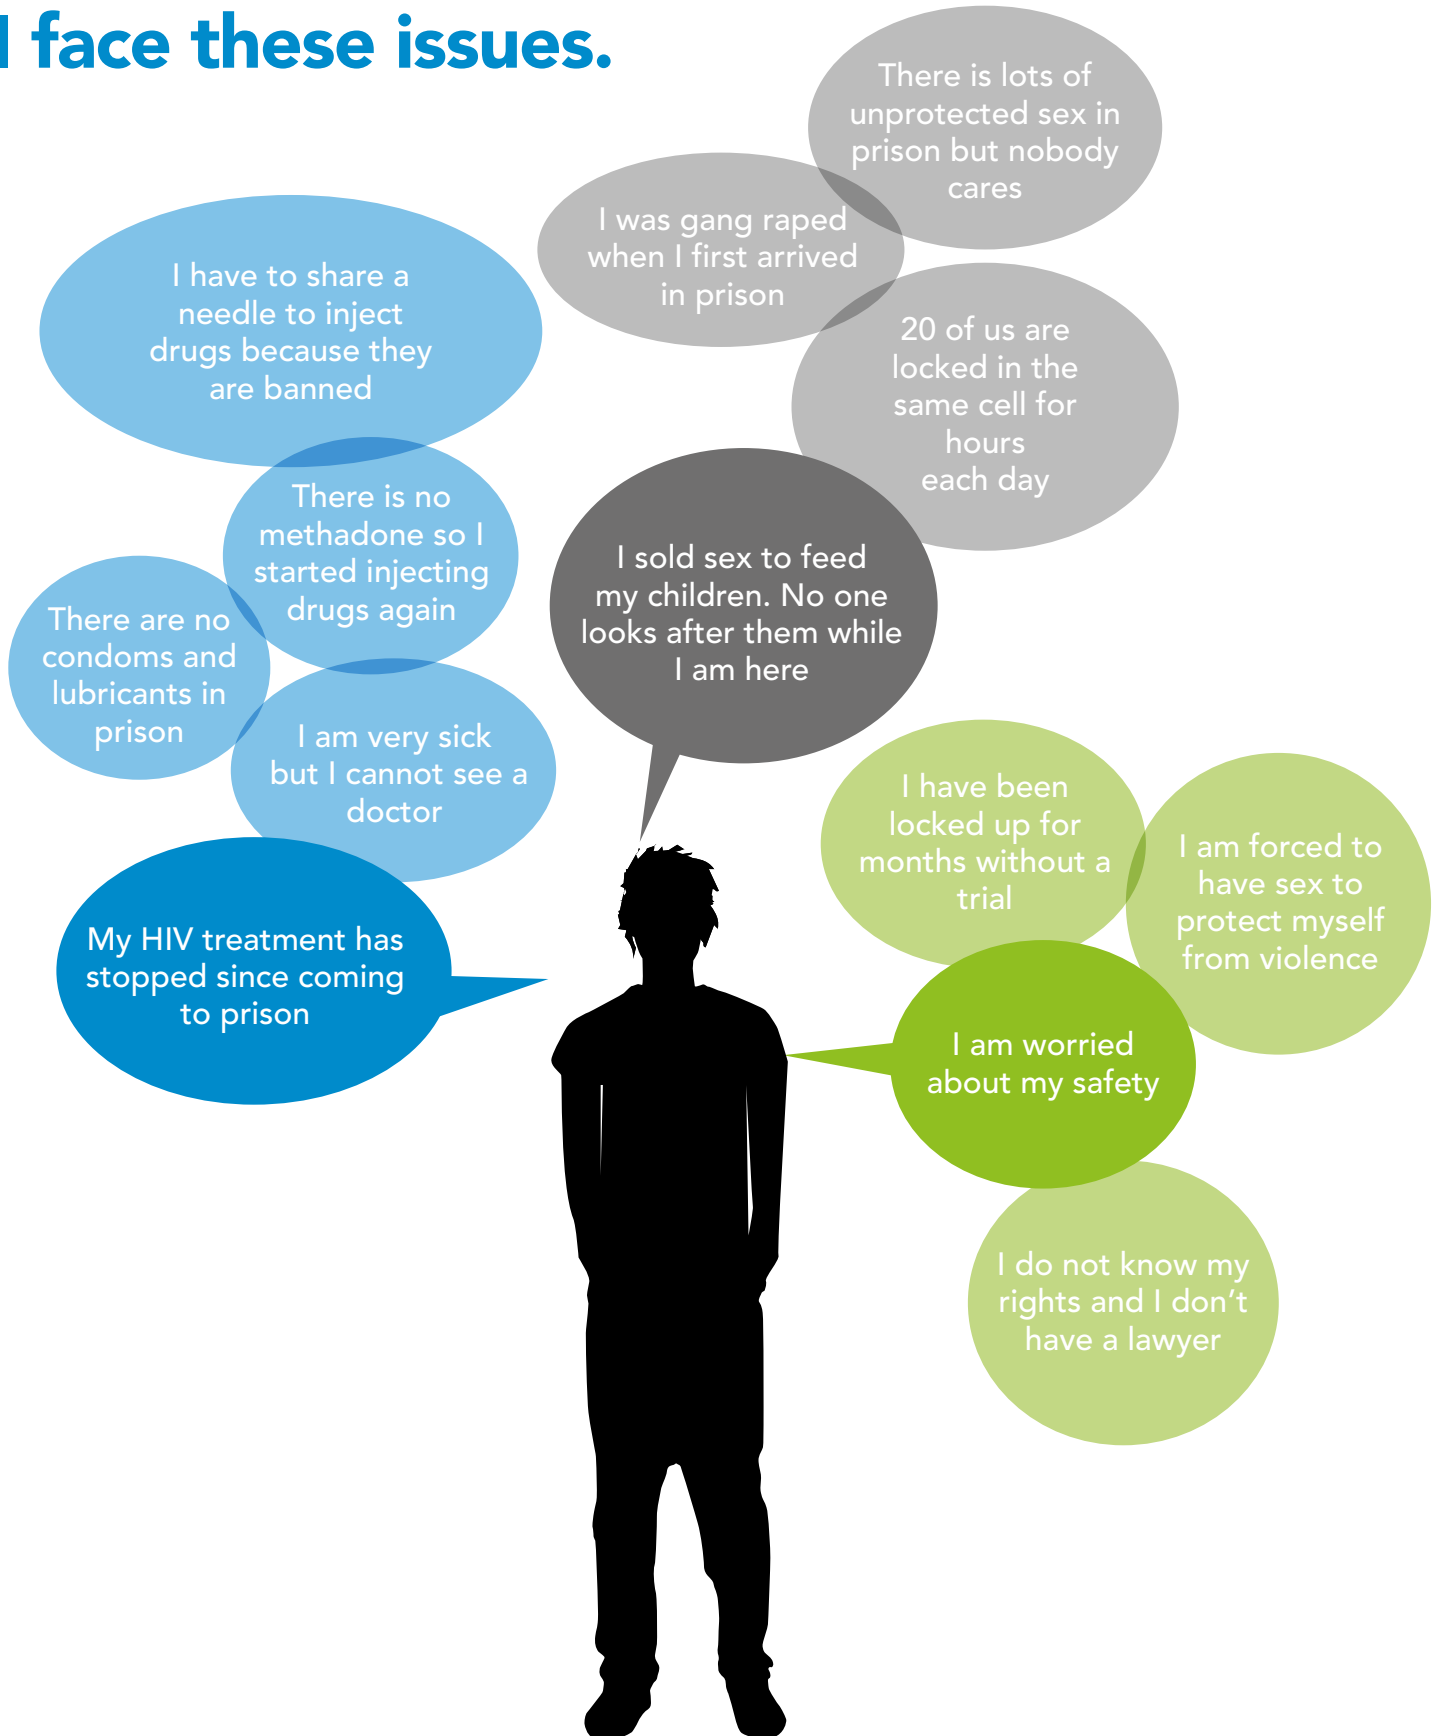 I face these issues.
There is lots of
unprotected sex in
prison but nobody
cares
I was gang raped
when I first arrived
in prison
20 of us are
locked in the
same cell for
hours
each day
I have to share a
needle to inject
drugs because they
are banned
There is no
methadone so I
started injecting
drugs again
There are no
condoms and
lubricants in
prison
I am very sick
but I cannot see a
doctor
My HIV treatment has
stopped since coming
to prison
I sold sex to feed
my children. No one
looks after them while
I am here
I have been
locked up for
months without a
trial
I am forced to
have sex to
protect myself
from violence
I am worried
about my safety
I do not know my
rights and I don’t
have a lawyer